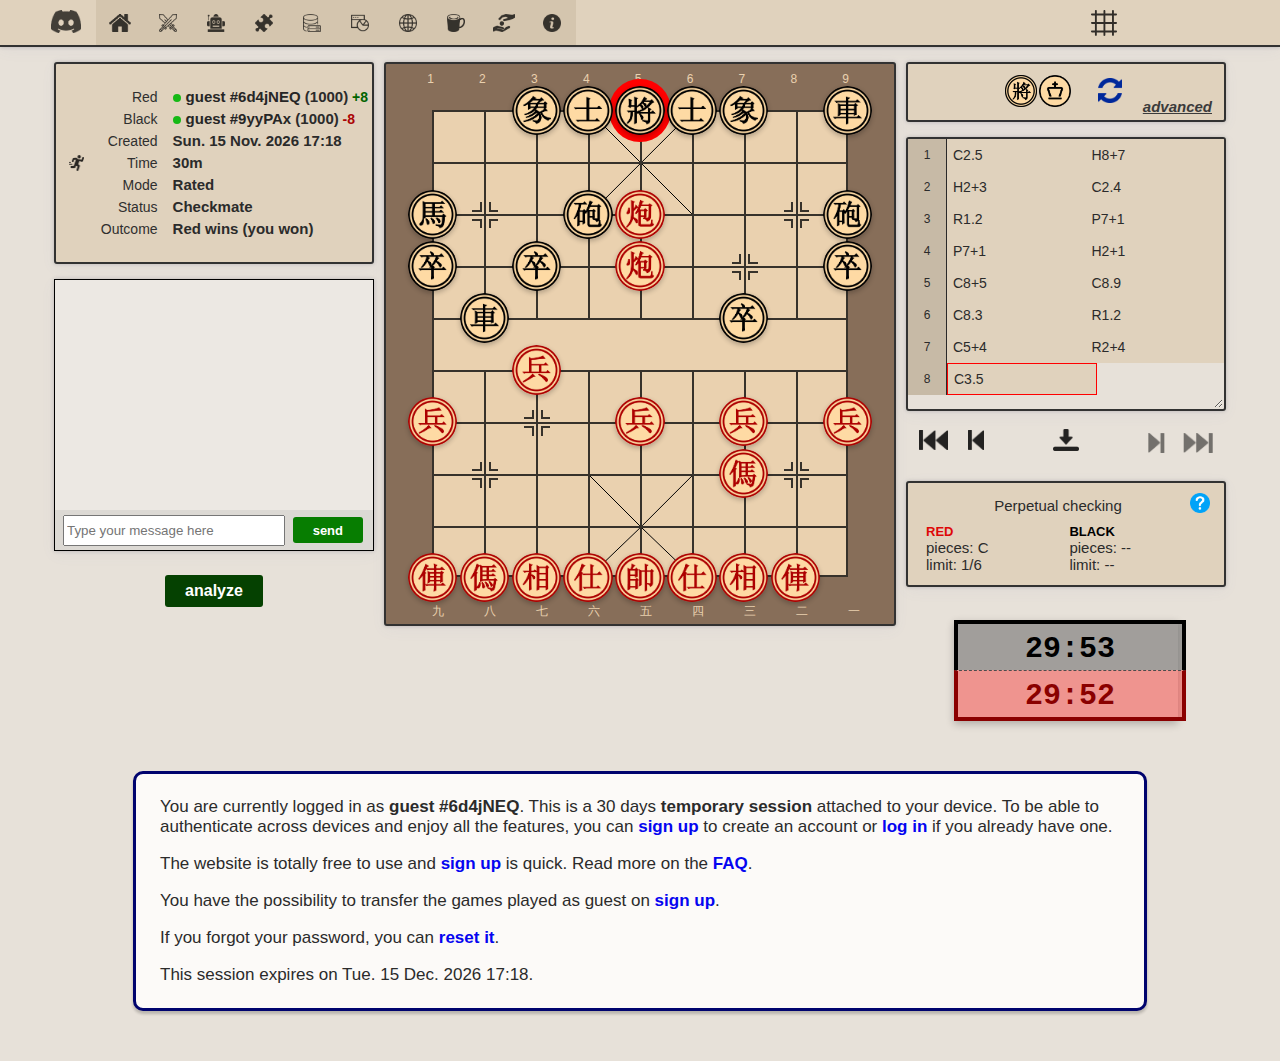 Red guest #6d4jNEQ (1000) +8
Black guest #9yyPAx (1000) -8
Created Sun. 15 Nov. 2026 17:18
Time 30m
Mode Rated
Status Checkmate
Outcome Red wins (you won)
Type your message here send
analyze
1 2 3 4 5 6 7 8 9
象 士 將 士 象 車
馬 砲 炮 砲
卒 卒 炮 卒
車 卒
兵
兵 兵 兵 兵
傌
俥 傌 相 仕 帥 仕 相 俥
九 八 七 六 五 四 三 二 一
將
advanced
1 C2.5 H8+7
2 H2+3 C2.4
3 R1.2 P7+1
4 P7+1 H2+1
5 C8+5 C8.9
6 C8.3 R1.2
7 C5+4 R2+4
8 C3.5
Perpetual checking ?
RED BLACK
pieces: C pieces: --
limit: 1/6 limit: --
29:53
29:52
You are currently logged in as guest #6d4jNEQ. This is a 30 days temporary session attached to your device. To be able to
authenticate across devices and enjoy all the features, you can sign up to create an account or log in if you already have one.
The website is totally free to use and sign up is quick. Read more on the FAQ.
You have the possibility to transfer the games played as guest on sign up.
If you forgot your password, you can reset it.
This session expires on Tue. 15 Dec. 2026 17:18.